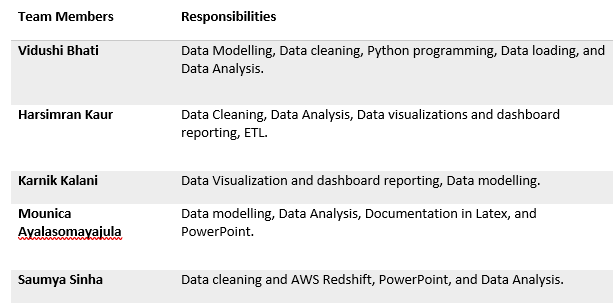 Team Members Responsibilities
Vidushi Bhati Data Modelling, Data cleaning, Python programming, Data loading, and
Data Analysis.
Harsimran Kaur Data Cleaning, Data Analysis, Data visualizations and dashboard
reporting, ETL.
Karnik Kalani Data Visualization and dashboard reporting, Data modelling.
Mounica Data modelling, Data Analysis, Documentation in Latex, and
Ayalasomayajula PowerPoint.
Saumya Sinha Data cleaning and AWS Redshift, PowerPoint, and Data Analysis.